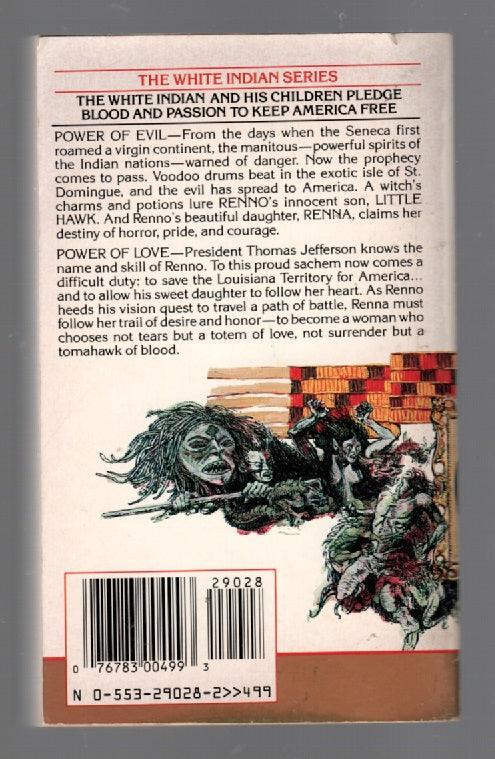 THE WHITE INDIAN SERIES
THE WHITE INDIAN AND HIS CHILDREN PLEDGE
BLOOD AND PASSION TO KEEP AMERICA FREE
POWER OF EVIL—From the days when the Seneca first
roamed a virgin continent, the manitous—powerful spirits of
the Indian nations—warned of danger. Now the prophecy
comes to pass. Voodoo drums beat in the exotic isle of St.
Domingue, and the evil has spread to America. A witch's
charms and potions lure RENNO's innocent son, LITTLE
HAWK. And Renno's beautiful daughter, RENNA, claims her
destiny of horror, pride, and courage.
POWER OF LOVE—President Thomas Jefferson knows the
name and skill of Renno. To this proud sachem now comes a
difficult duty: to save the Louisiana Territory for America...
and to allow his sweet daughter to follow her heart. As Renno
heeds his vision quest to travel a path of battle, Renna must
follow her trail of desire and honor—to become a woman who
chooses not tears but a totem of love, not surrender but a
tomahawk of blood.
29028
0 76783 00499 3
N 0-553-29028-2>>499